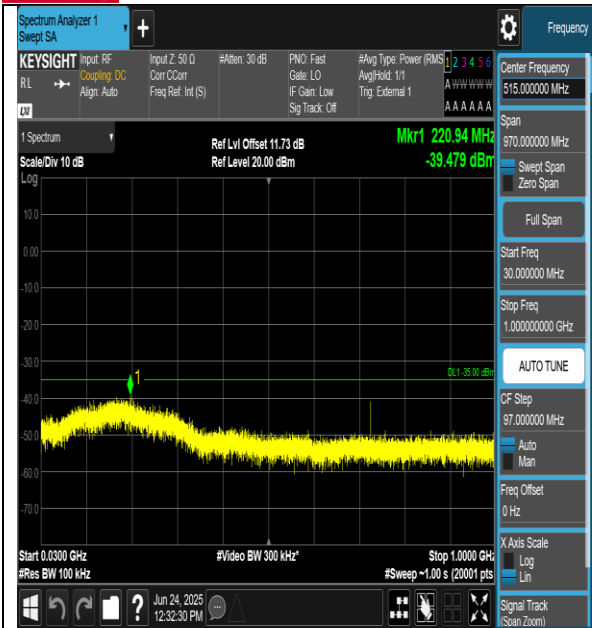 Spectrum Analyzer 1
Swept SA
+
Frequency
KEYSIGHT
RL
LXI
Input: RF
Coupling: DC
Align: Auto
Input Z: 50 Ω
Corr CCorr
Freq Ref: Int (S)
#Atten: 30 dB
PNO: Fast
Gate: LO
IF Gain: Low
Sig Track: Off
#Avg Type: Power (RMS
Avg|Hold: 1/1
Trig: External 1
1 2 3 4 5 6
A W W W W W
A A A A A A
1 Spectrum
Scale/Div 10 dB
Log
Ref Lvl Offset 11.73 dB
Ref Level 20.00 dBm
Mkr1 220.94 MHz
-39.479 dBm
10.0
0.00
-10.0
-20.0
-30.0
-40.0
-50.0
-60.0
-70.0
1
DL1 -35.00 dBm
Start 0.0300 GHz
#Res BW 100 kHz
#Video BW 300 kHz*
Stop 1.0000 GHz
#Sweep ~1.00 s (20001 pts
?
Jun 24, 2025
12:32:30 PM
Center Frequency
515.000000 MHz
Span
970.000000 MHz
Swept Span
Zero Span
Full Span
Start Freq
30.000000 MHz
Stop Freq
1.000000000 GHz
AUTO TUNE
CF Step
97.000000 MHz
Auto
Man
Freq Offset
0 Hz
X Axis Scale
Log
Lin
Signal Track
(Span Zoom)